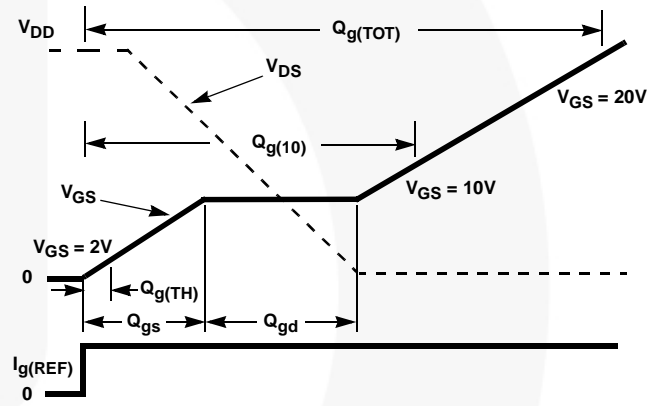 VDD
Qg(TOT)
VDS
VGS = 20V
Qg(10)
VGS
VGS = 10V
VGS = 2V
0
Qg(TH)
Qgs
Qgd
Ig(REF)
0